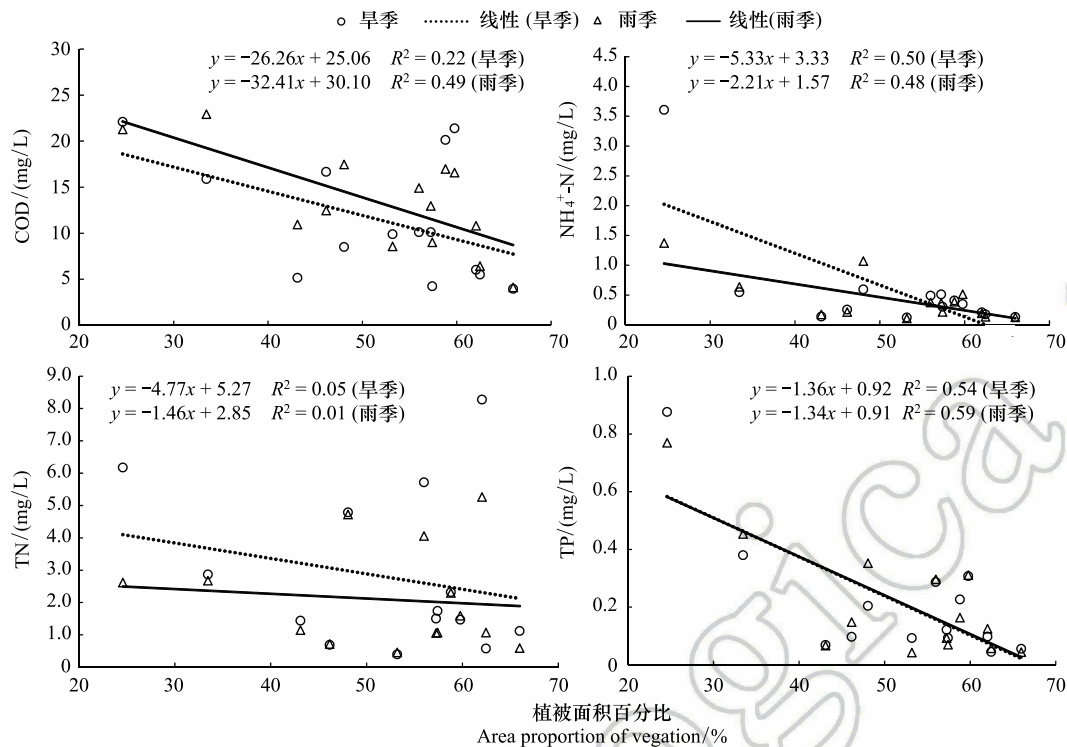 旱季 线性 (旱季) 雨季 线性(雨季)
y = −26.26x + 25.06 R² = 0.22 (旱季)
y = −32.41x + 30.10 R² = 0.49 (雨季)
COD/(mg/L)
30
25
20
15
10
5
0
20 30 40 50 60 70
y = −5.33x + 3.33 R² = 0.50 (旱季)
y = −2.21x + 1.57 R² = 0.48 (雨季)
NH₄⁺-N/(mg/L)
4.5
4.0
3.5
3.0
2.5
2.0
1.5
1.0
0.5
0
20 30 40 50 60 70
y = −4.77x + 5.27 R² = 0.05 (旱季)
y = −1.46x + 2.85 R² = 0.01 (雨季)
TN/(mg/L)
9.0
8.0
7.0
6.0
5.0
4.0
3.0
2.0
1.0
0
20 30 40 50 60 70
y = −1.36x + 0.92 R² = 0.54 (旱季)
y = −1.34x + 0.91 R² = 0.59 (雨季)
TP/(mg/L)
1.0
0.8
0.6
0.4
0.2
0
20 30 40 50 60 70
植被面积百分比
Area proportion of vegation/%